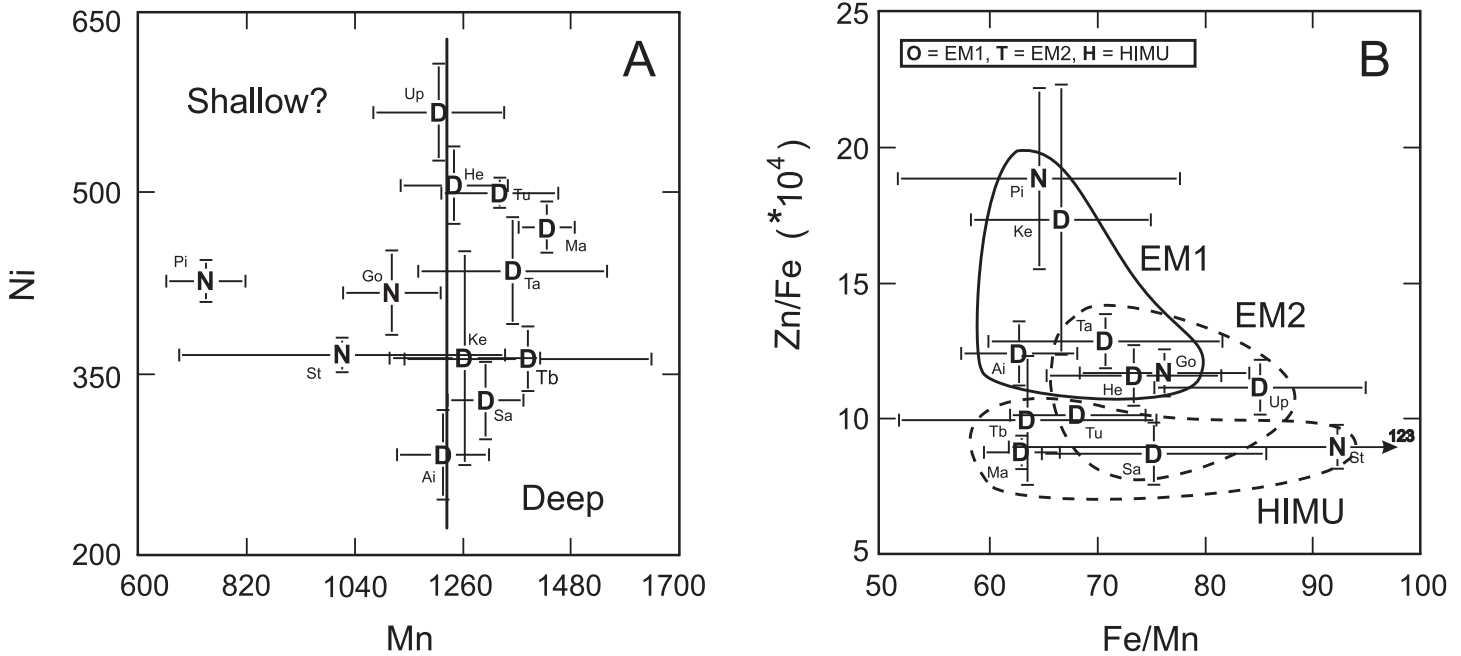 650
500
350
200
600 820 1040 1260 1480 1700
Ni
Mn
A
Shallow?
Deep
Up
D
He
D
Tu
D
Ma
D
Pi
N
Go
N
Ta
D
St
N
Ke
D
Tb
D
Sa
D
Ai
D
25
20
15
10
5
50 60 70 80 90 100
Zn/Fe (*10⁴)
Fe/Mn
B
O = EM1, T = EM2, H = HIMU
Pi
N
Ke
D
EM1
EM2
HIMU
Ta
D
Ai
D
He
D
Go
N
Up
D
Tb
D
Tu
D
Ma
D
Sa
D
St
N
123